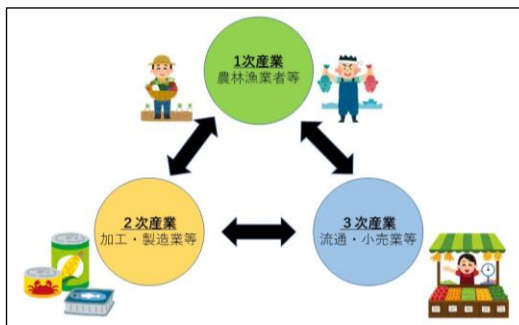 1次産業
農林漁業者等
2次産業
加工・製造業等
3次産業
流通・小売業等